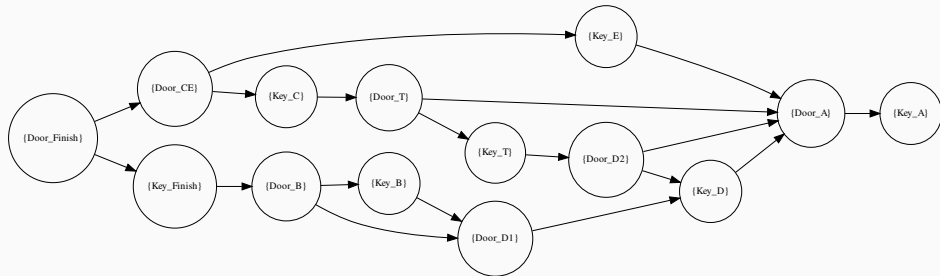 {Door_Finish}
{Door_CE}
{Key_Finish}
{Key_C}
{Door_B}
{Door_T}
{Key_B}
{Key_T}
{Door_D1}
{Key_E}
{Door_D2}
{Key_D}
{Door_A}
{Key_A}